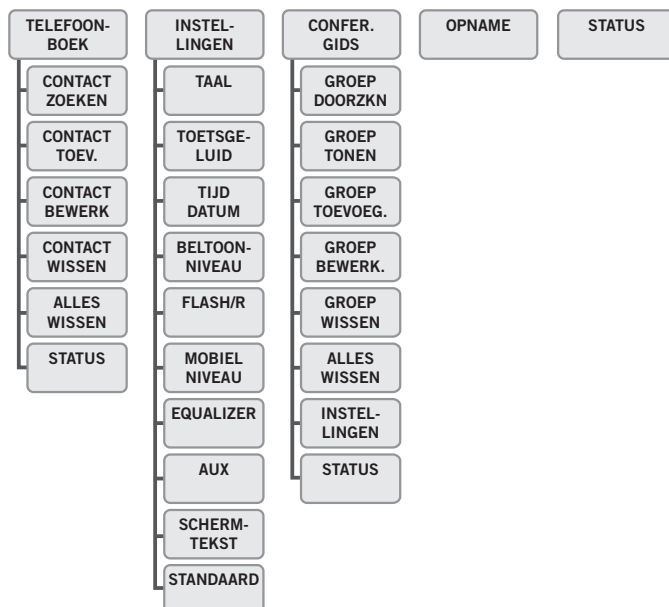 TELEFOON-
BOEK
CONTACT
ZOEKEN
CONTACT
TOEV.
CONTACT
BEWERK
CONTACT
WISSEN
ALLES
WISSEN
STATUS
INSTEL-
LINGEN
TAAL
TOETSGE-
LUID
TIJD
DATUM
BELTOON-
NIVEAU
FLASH/R
MOBIEL
NIVEAU
EQUALIZER
AUX
SCHERM-
TEKST
STANDAARD
CONFER.
GIDS
GROEP
DOORZKN
GROEP
TONEN
GROEP
TOEVOEG.
GROEP
BEWERK.
GROEP
WISSEN
ALLES
WISSEN
INSTEL-
LINGEN
STATUS
OPNAME
STATUS